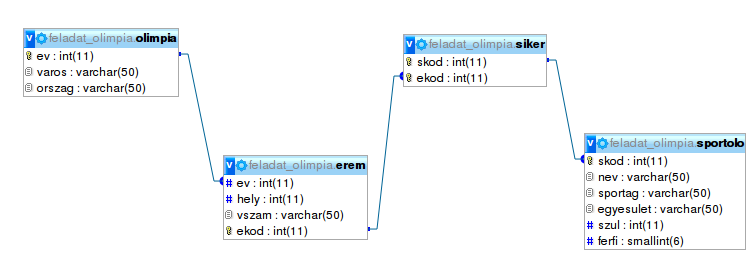 feladat_olimpia.olimpia
ev : int(11)
varos : varchar(50)
orszag : varchar(50)
feladat_olimpia.erem
# ev : int(11)
# hely : int(11)
vszam : varchar(50)
ekod : int(11)
feladat_olimpia.siker
skod : int(11)
ekod : int(11)
feladat_olimpia.sportolo
skod : int(11)
nev : varchar(50)
sportag : varchar(50)
egyesulet : varchar(50)
# szul : int(11)
# ferfi : smallint(6)